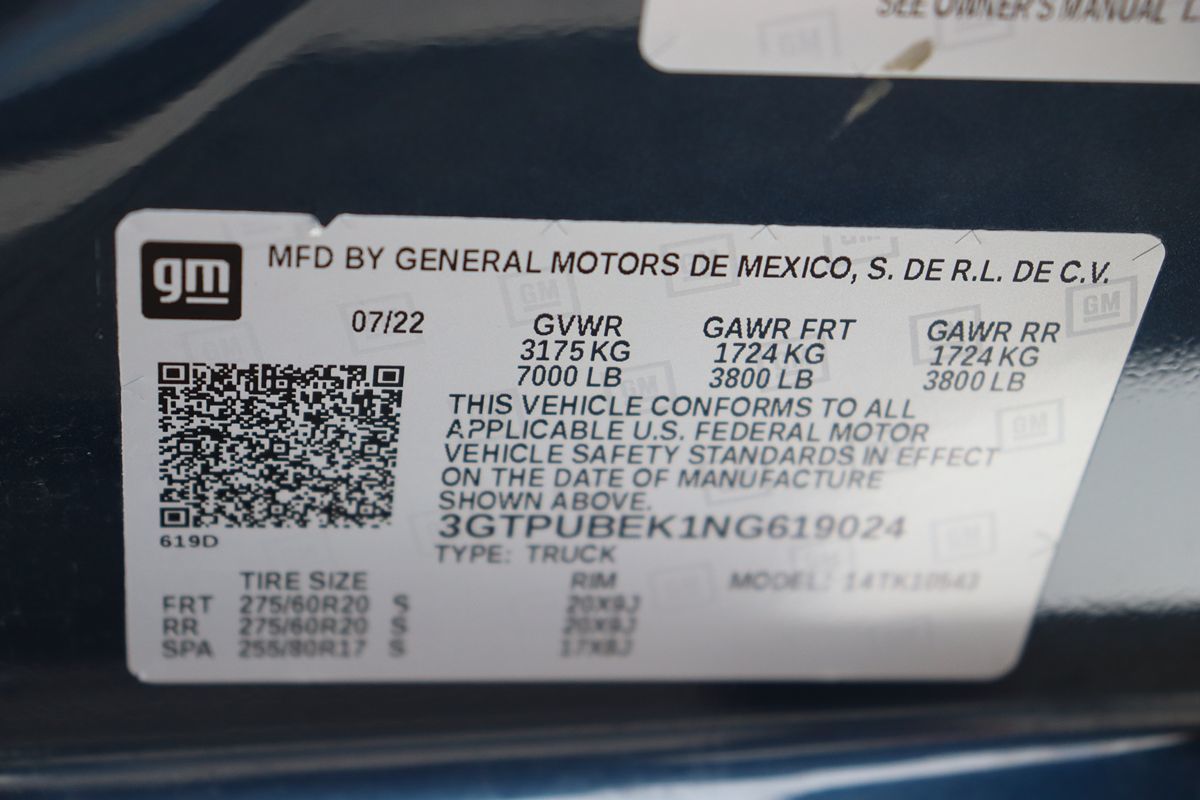 SEE OWNER'S MANUAL
gm
MFD BY GENERAL MOTORS DE MEXICO, S. DE R.L. DE C.V.
07/22 GVWR GAWR FRT GAWR RR
3175 KG 1724 KG 1724 KG
7000 LB 3800 LB 3800 LB
THIS VEHICLE CONFORMS TO ALL
APPLICABLE U.S. FEDERAL MOTOR
VEHICLE SAFETY STANDARDS IN EFFECT
ON THE DATE OF MANUFACTURE
SHOWN ABOVE.
3GTPUBEK1NG619024
619D
TYPE: TRUCK
TIRE SIZE RIM MODEL: 14TK10543
FRT 275/60R20 S 20X9J
RR 275/60R20 S 20X9J
SPA 255/80R17 S 17X8J